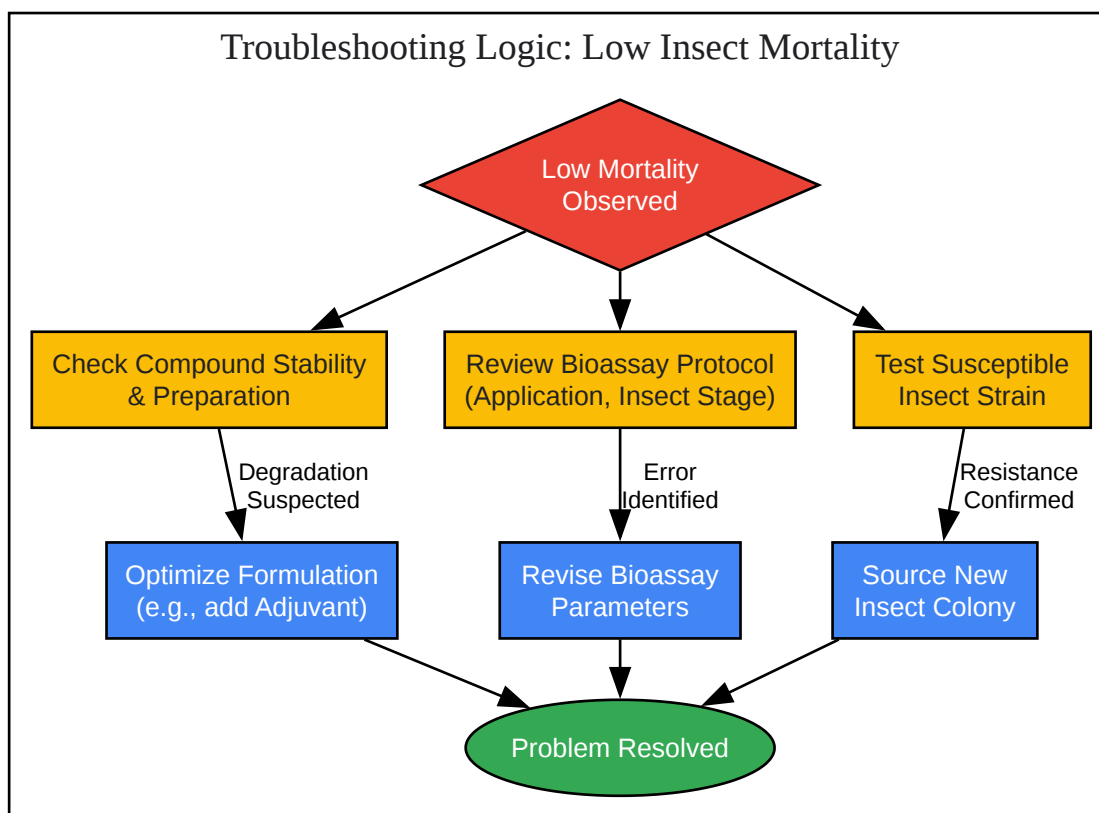 Troubleshooting Logic: Low Insect Mortality
Low Mortality
Observed
Check Compound Stability
& Preparation
Review Bioassay Protocol
(Application, Insect Stage)
Test Susceptible
Insect Strain
Degradation
Suspected
Error
Identified
Resistance
Confirmed
Optimize Formulation
(e.g., add Adjuvant)
Revise Bioassay
Parameters
Source New
Insect Colony
Problem Resolved